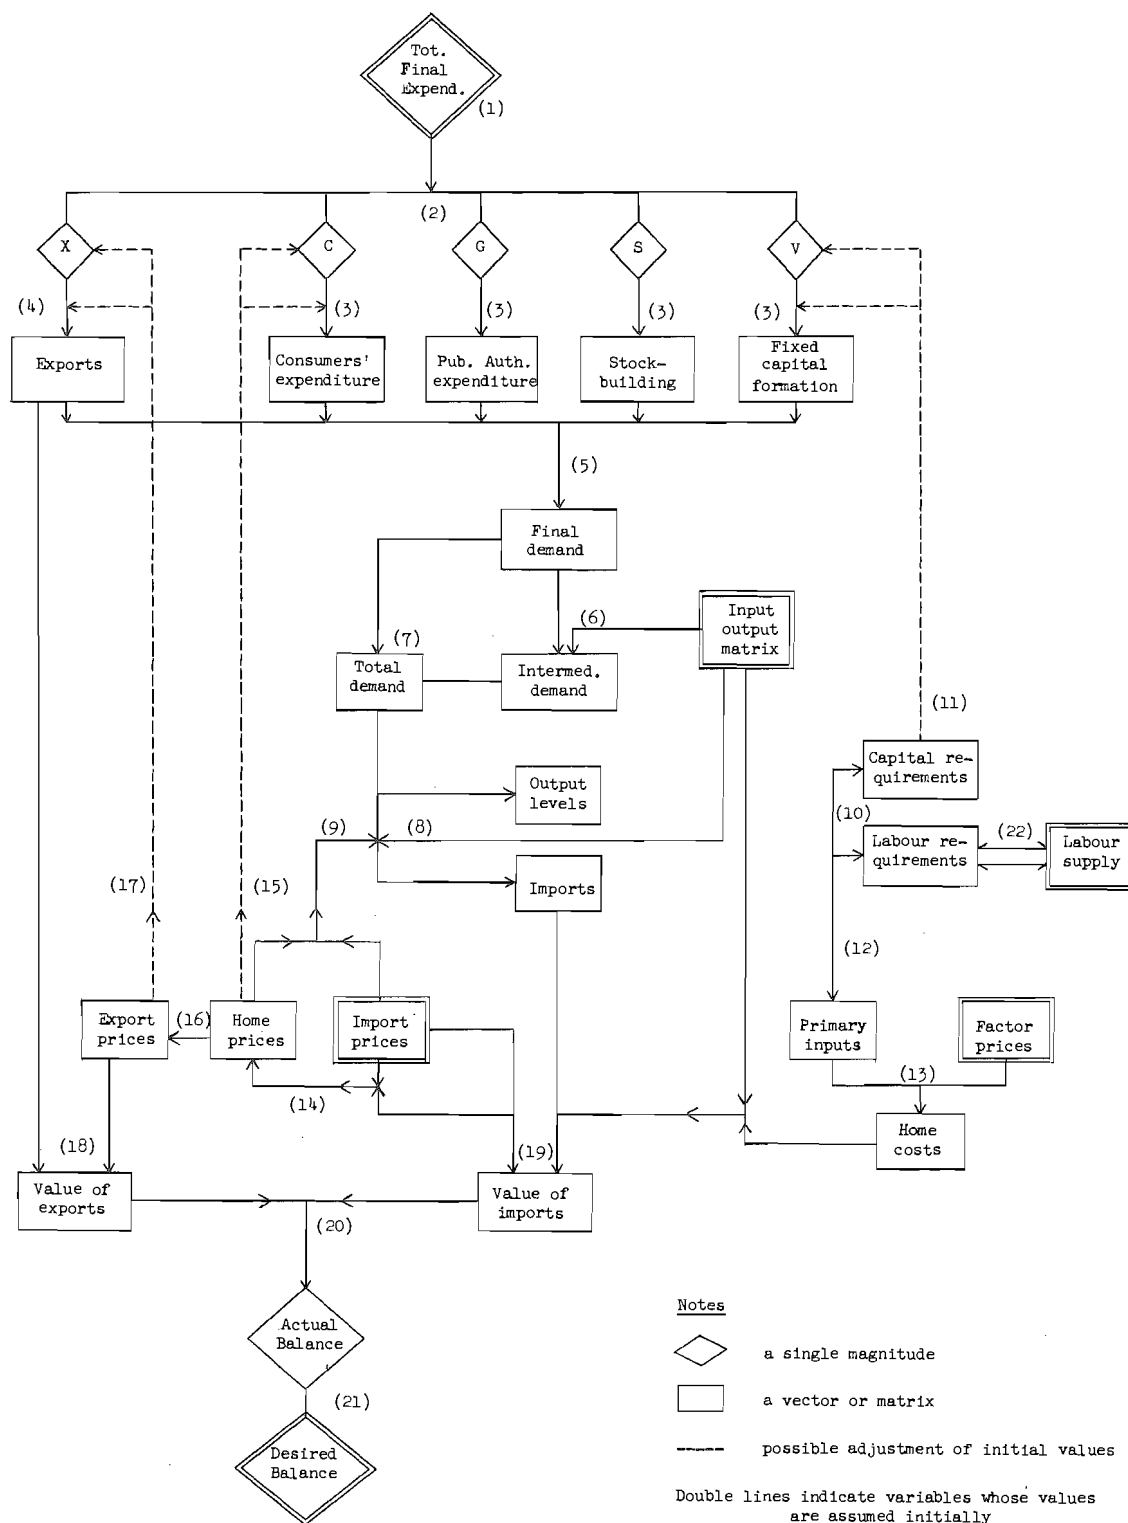 Tot.
Final
Expend.
(1)
(2)
X
C
G
S
V
(4)
(3)
(3)
(3)
(3)
Exports
Consumers'
expenditure
Pub. Auth.
expenditure
Stock-
building
Fixed
capital
formation
(5)
Final
demand
(6)
Input
output
matrix
(7)
Total
demand
Intermed.
demand
(11)
Capital re-
quirements
Output
levels
(9)
(8)
(10)
Labour re-
quirements
(22)
Labour
supply
(17)
(15)
Imports
(12)
Export
prices
(16)
Home
prices
Import
prices
Primary
inputs
Factor
prices
(13)
(14)
Home
costs
(18)
(19)
Value of
exports
Value of
imports
(20)
Actual
Balance
(21)
Desired
Balance
Notes
a single magnitude
a vector or matrix
possible adjustment of initial values
Double lines indicate variables whose values
are assumed initially